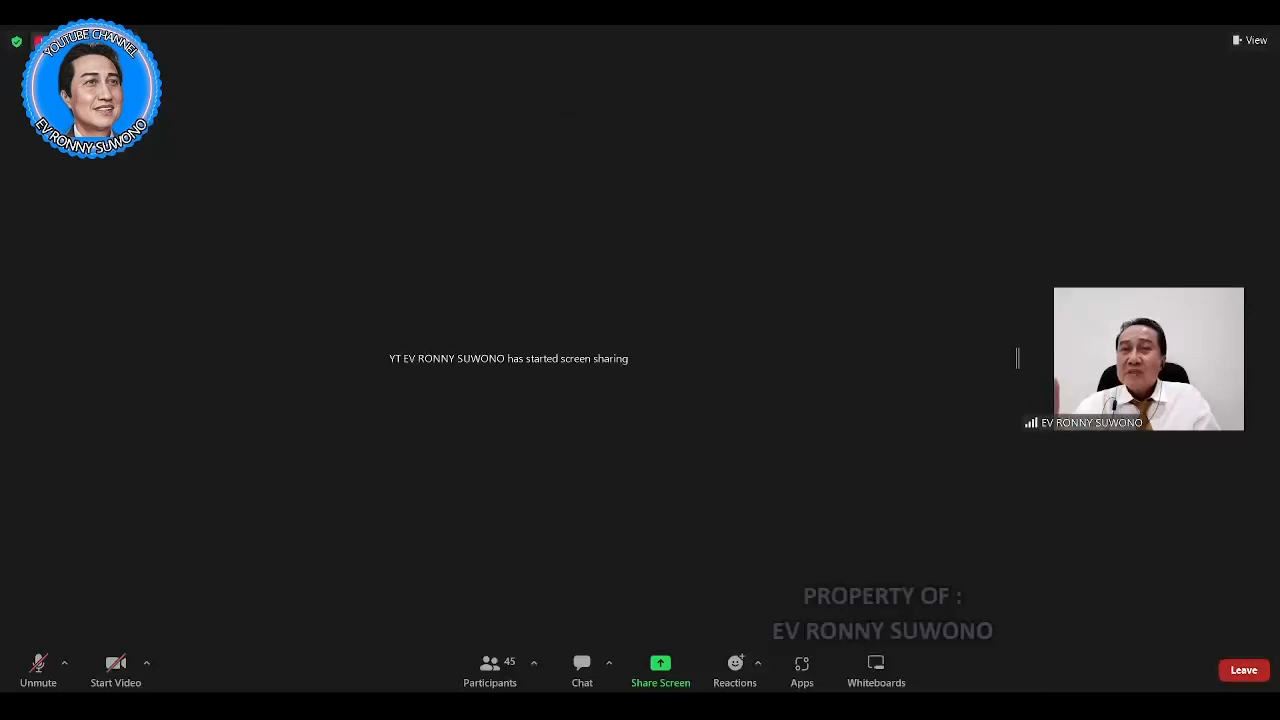 YOUTUBE CHANNEL
EV RONNY SUWONO
View
YT EV RONNY SUWONO has started screen sharing
EV RONNY SUWONO
PROPERTY OF :
EV RONNY SUWONO
Unmute
Start Video
45
Participants
Chat
Share Screen
Reactions
Apps
Whiteboards
Leave